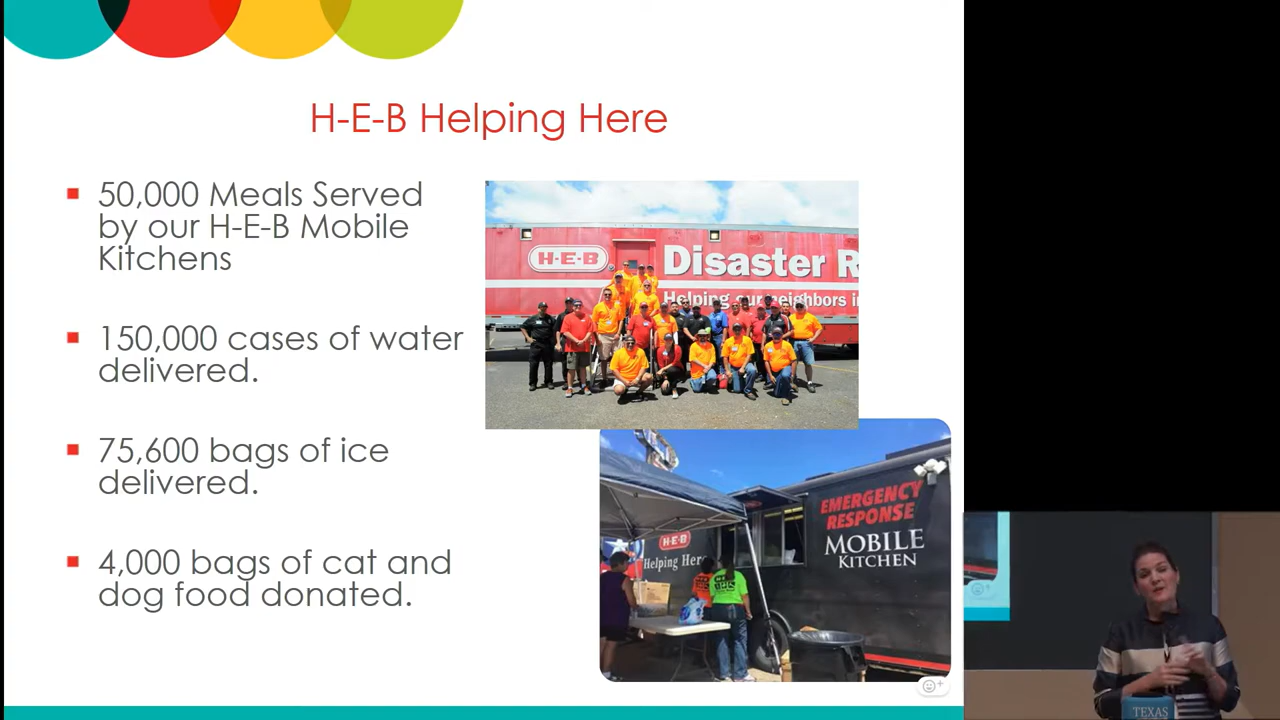 H-E-B Helping Here
50,000 Meals Served
by our H-E-B Mobile
Kitchens
150,000 cases of water
delivered.
75,600 bags of ice
delivered.
4,000 bags of cat and
dog food donated.
H-E-B
Disaster R
Helping our neighbors i
EMERGENCY
RESPONSE
MOBILE
KITCHEN
H-E-B
Helping Here
TEXAS